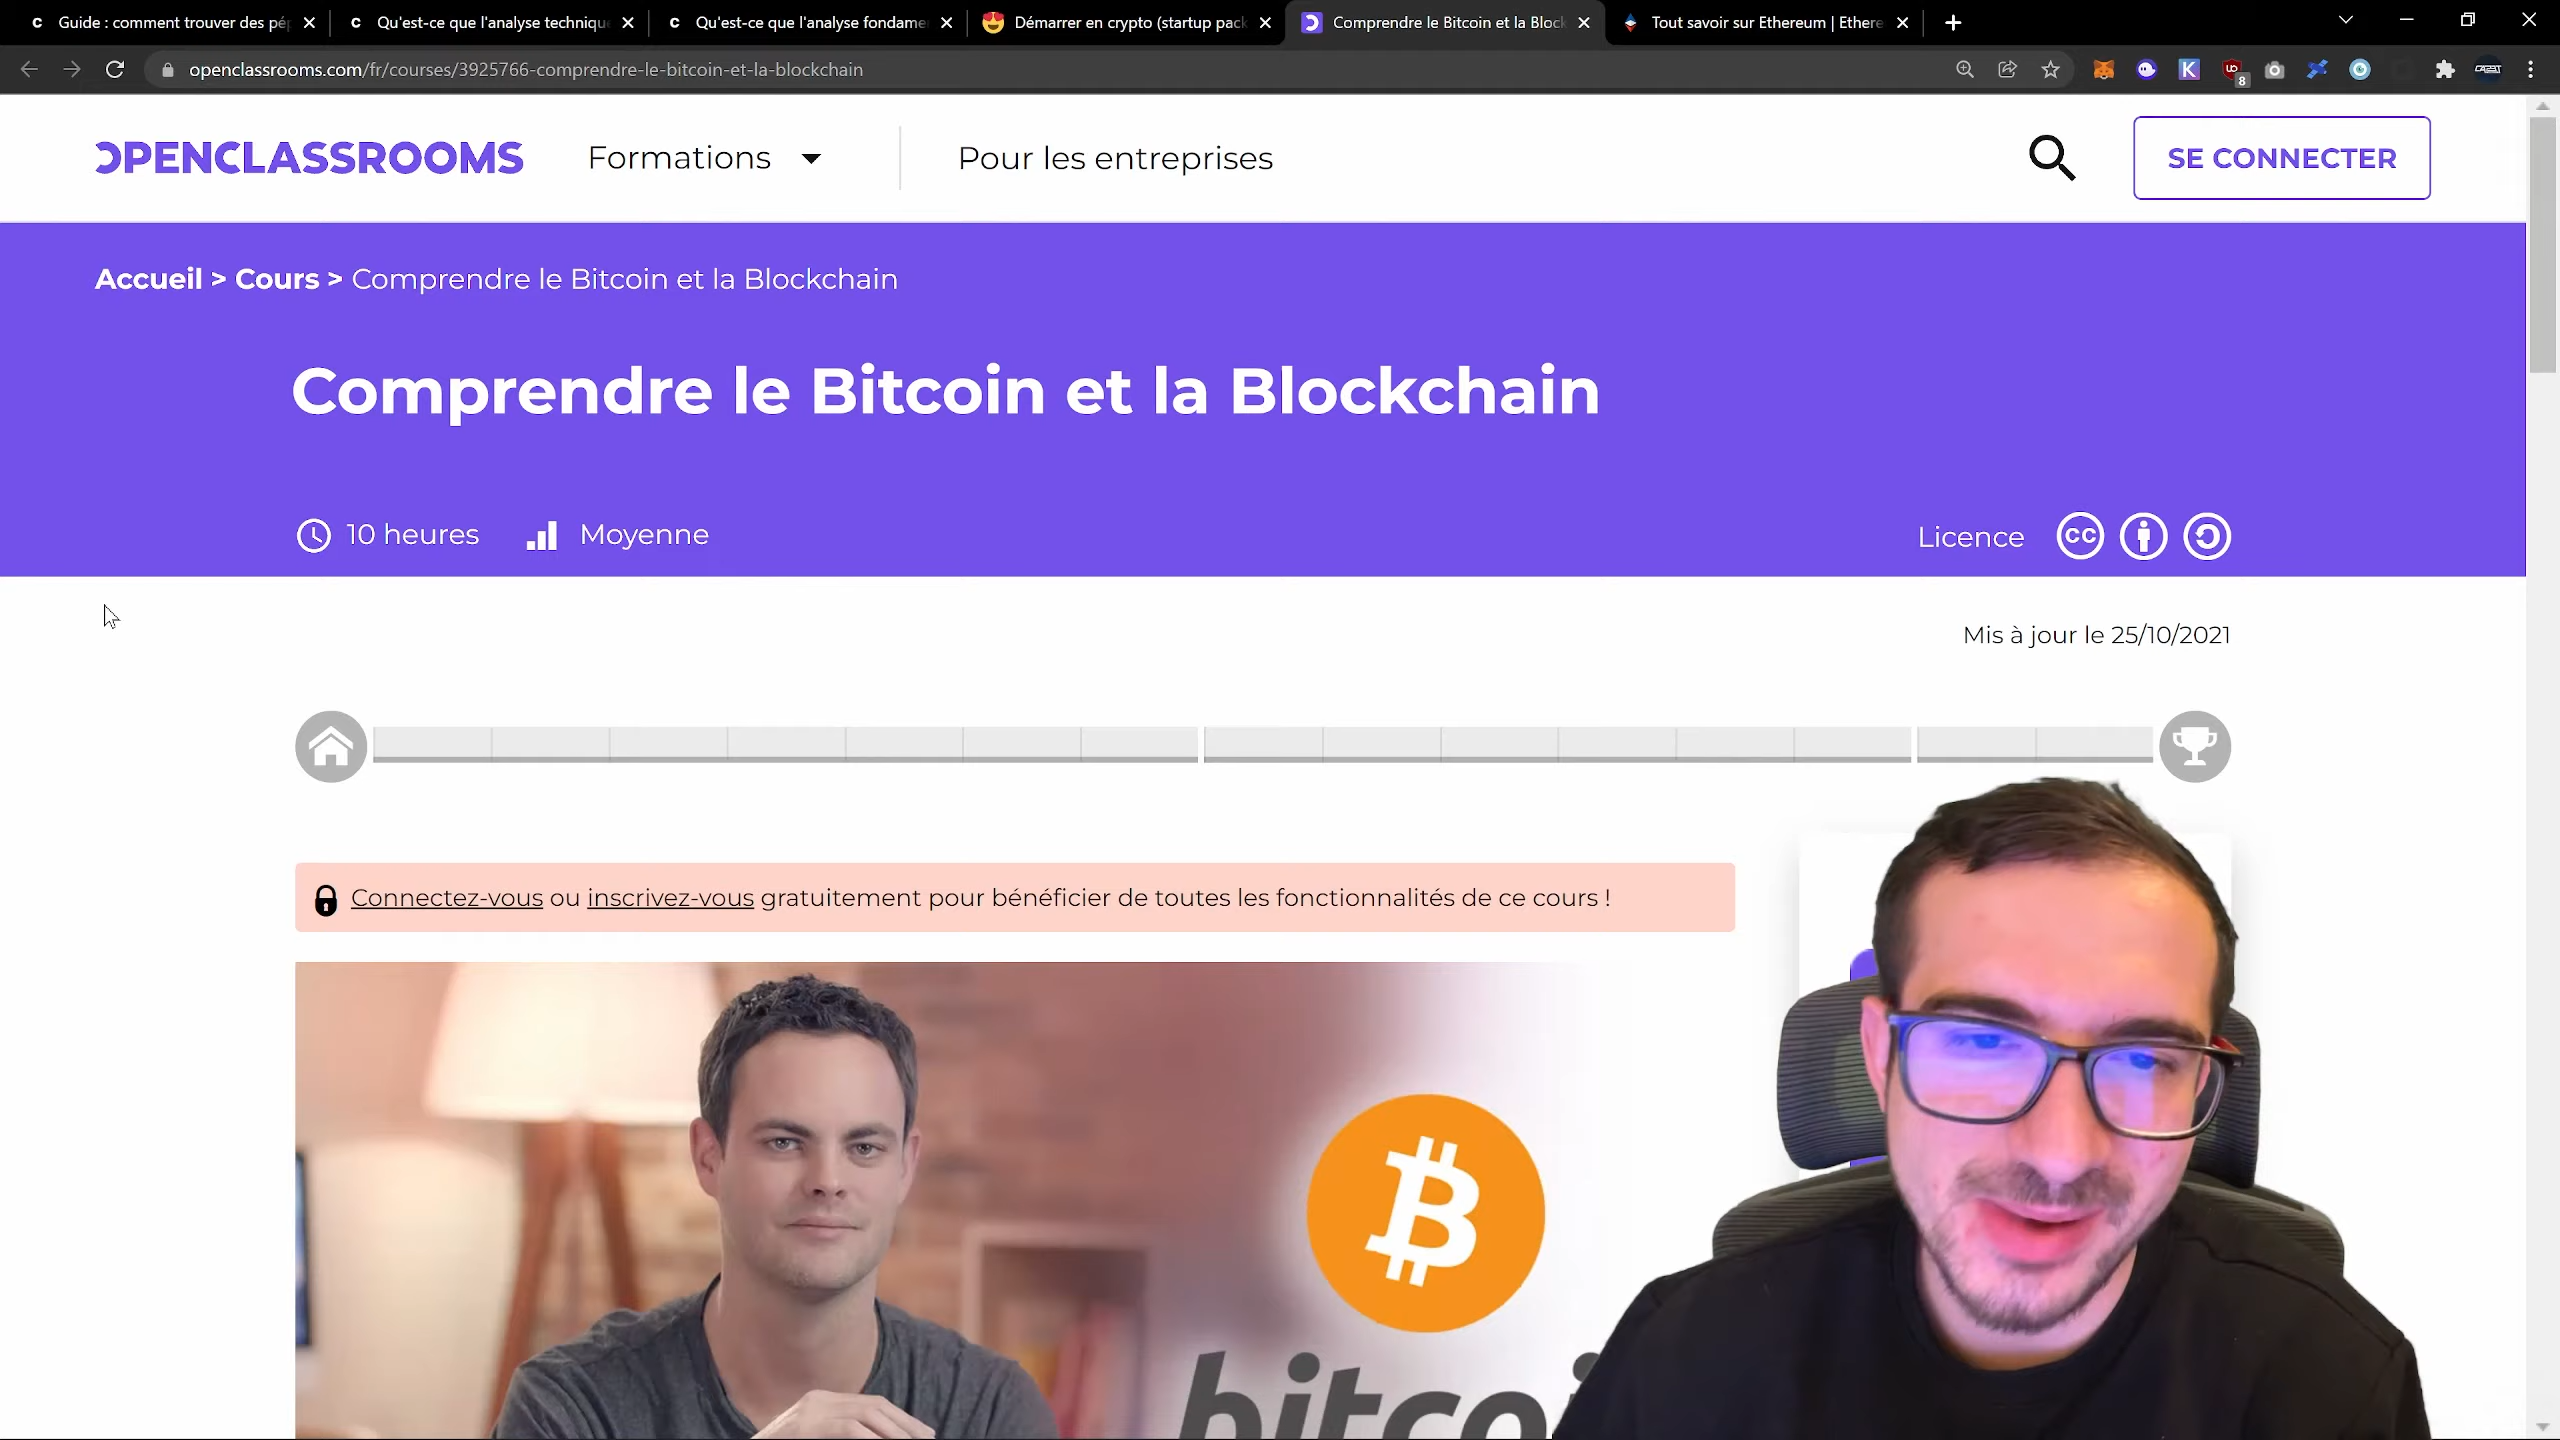 Guide : comment trouver des pép
Qu'est-ce que l'analyse techniqu
Qu'est-ce que l'analyse fondame
Démarrer en crypto (startup pack
Comprendre le Bitcoin et la Block
Tout savoir sur Ethereum | Ethere
openclassrooms.com/fr/courses/3925766-comprendre-le-bitcoin-et-la-blockchain
8
OPENCLASSROOMS
Formations
Pour les entreprises
SE CONNECTER
Accueil > Cours > Comprendre le Bitcoin et la Blockchain
Comprendre le Bitcoin et la Blockchain
10 heures
Moyenne
Licence
CC
Mis à jour le 25/10/2021
Connectez-vous ou inscrivez-vous gratuitement pour bénéficier de toutes les fonctionnalités de ce cours !
bitcoi